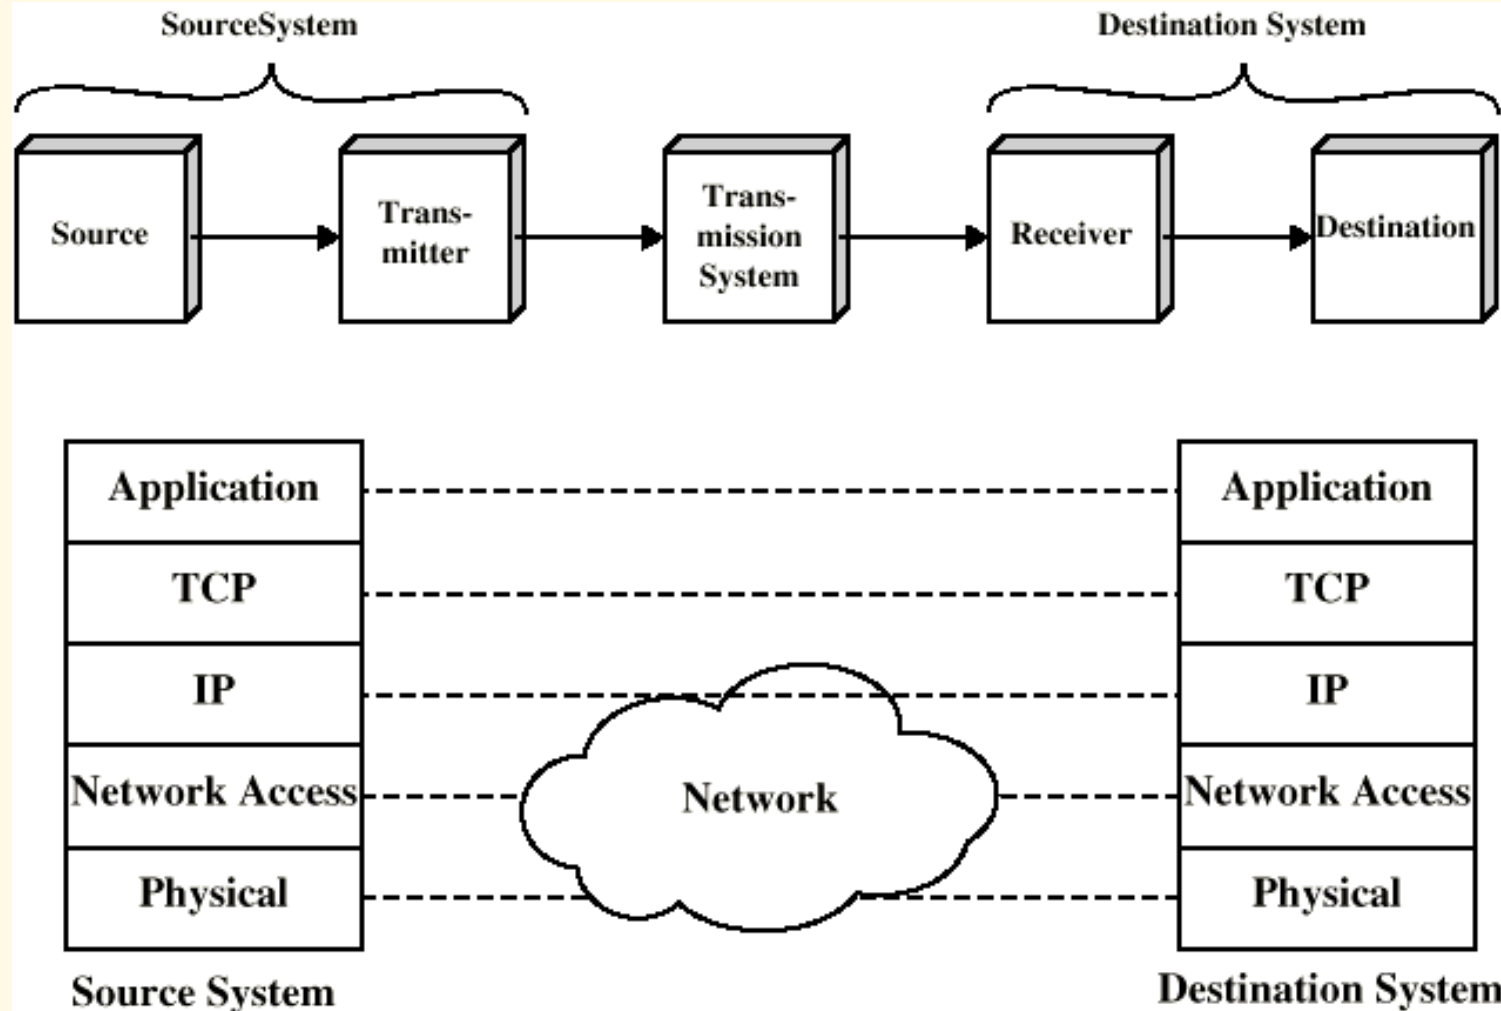 SourceSystem
Destination System
Source
Trans-
mitter
Trans-
mission
System
Receiver
Destination
Application
TCP
IP
Network Access
Physical
Source System
Network
Application
TCP
IP
Network Access
Physical
Destination System